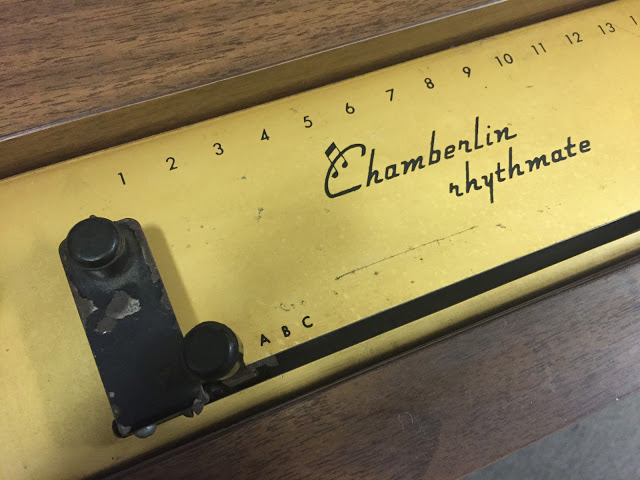 1 2 3 4 5 6 7 8 9 10 11 12 13
Chamberlin
rhythmate
A B C